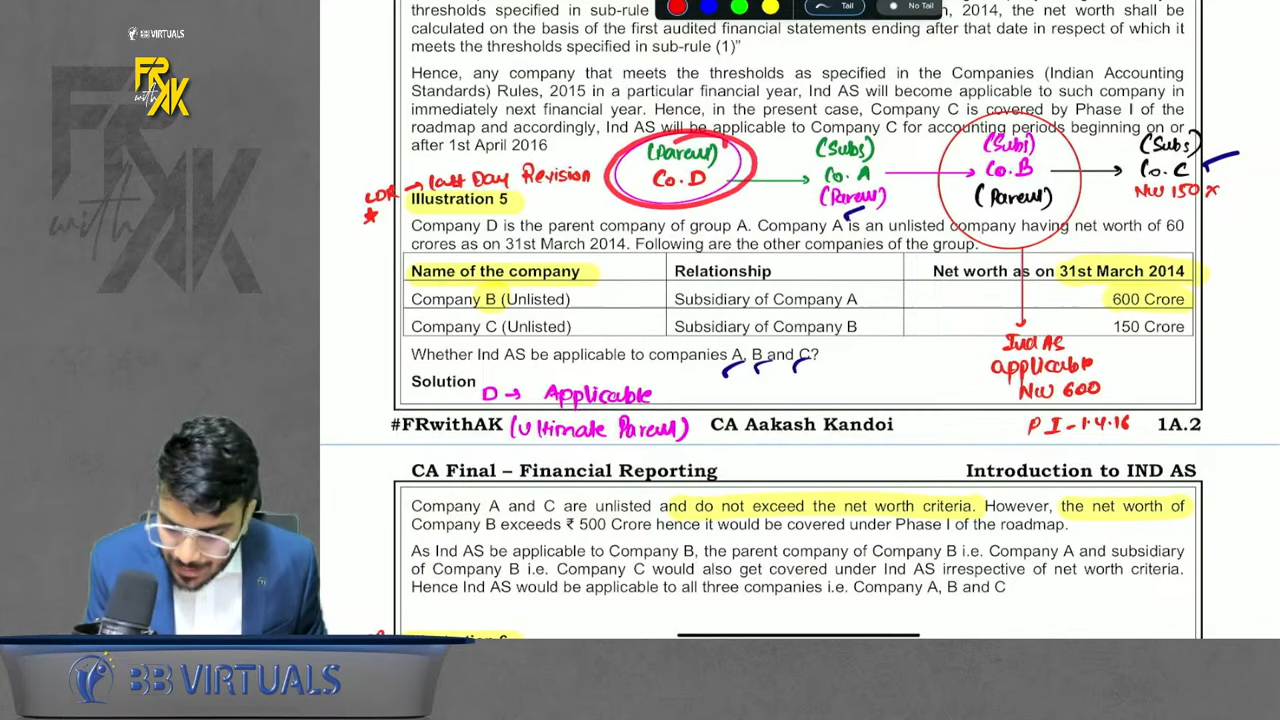 BB VIRTUALS
FR
with AK
FR
with AK
Tail
No Tail
thresholds specified in sub-rule , 2014, the net worth shall be
calculated on the basis of the first audited financial statements ending after that date in respect of which it
meets the thresholds specified in sub-rule (1)”
Hence, any company that meets the thresholds as specified in the Companies (Indian Accounting
Standards) Rules, 2015 in a particular financial year, Ind AS will become applicable to such company in
immediately next financial year. Hence, in the present case, Company C is covered by Phase I of the
roadmap and accordingly, Ind AS will be applicable to Company C for accounting periods beginning on or
after 1st April 2016
(Parent) (Subs) (Subs) (Subs)
LDR → Last Day Revision Co. D Co. A Co. B Co. C
(Parent) (Parent) NW 150 x
Illustration 5
Company D is the parent company of group A. Company A is an unlisted company having net worth of 60
crores as on 31st March 2014. Following are the other companies of the group.
Name of the company Relationship Net worth as on 31st March 2014
Company B (Unlisted) Subsidiary of Company A 600 Crore
Company C (Unlisted) Subsidiary of Company B 150 Crore
Whether Ind AS be applicable to companies A, B and C?
Ind AS
applicable
NW 600
Solution
D → Applicable
(Ultimate Parent)
#FRwithAK CA Aakash Kandoi P I - 1.4.16 1A.2
CA Final – Financial Reporting Introduction to IND AS
Company A and C are unlisted and do not exceed the net worth criteria. However, the net worth of
Company B exceeds ₹ 500 Crore hence it would be covered under Phase I of the roadmap.
As Ind AS be applicable to Company B, the parent company of Company B i.e. Company A and subsidiary
of Company B i.e. Company C would also get covered under Ind AS irrespective of net worth criteria.
Hence Ind AS would be applicable to all three companies i.e. Company A, B and C
BB VIRTUALS